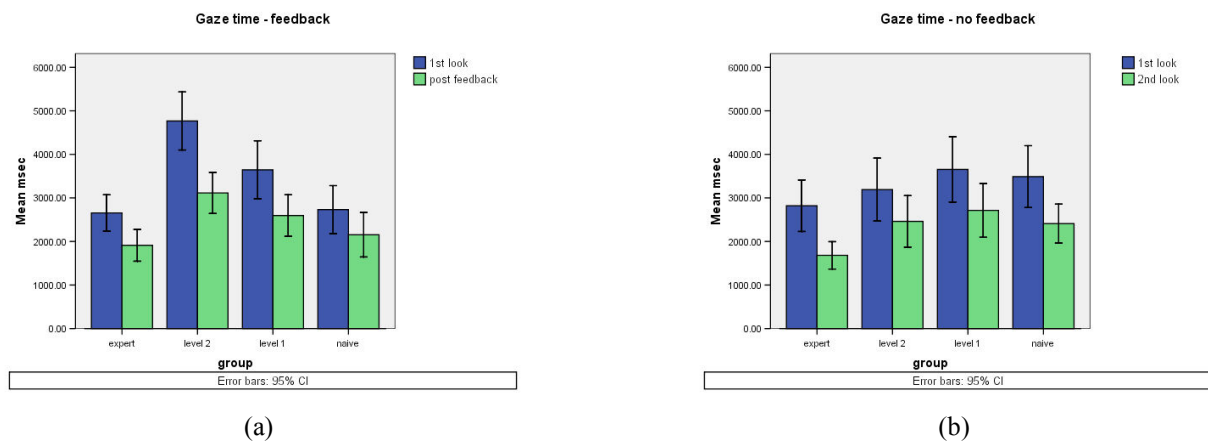 Gaze time - feedback
1st look
post feedback
6000.00
5000.00
4000.00
3000.00
2000.00
1000.00
0.00
Mean msec
expert level 2 level 1 naive
group
Error bars: 95% CI
(a)
Gaze time - no feedback
1st look
2nd look
6000.00
5000.00
4000.00
3000.00
2000.00
1000.00
0.00
Mean msec
expert level 2 level 1 naive
group
Error bars: 95% CI
(b)